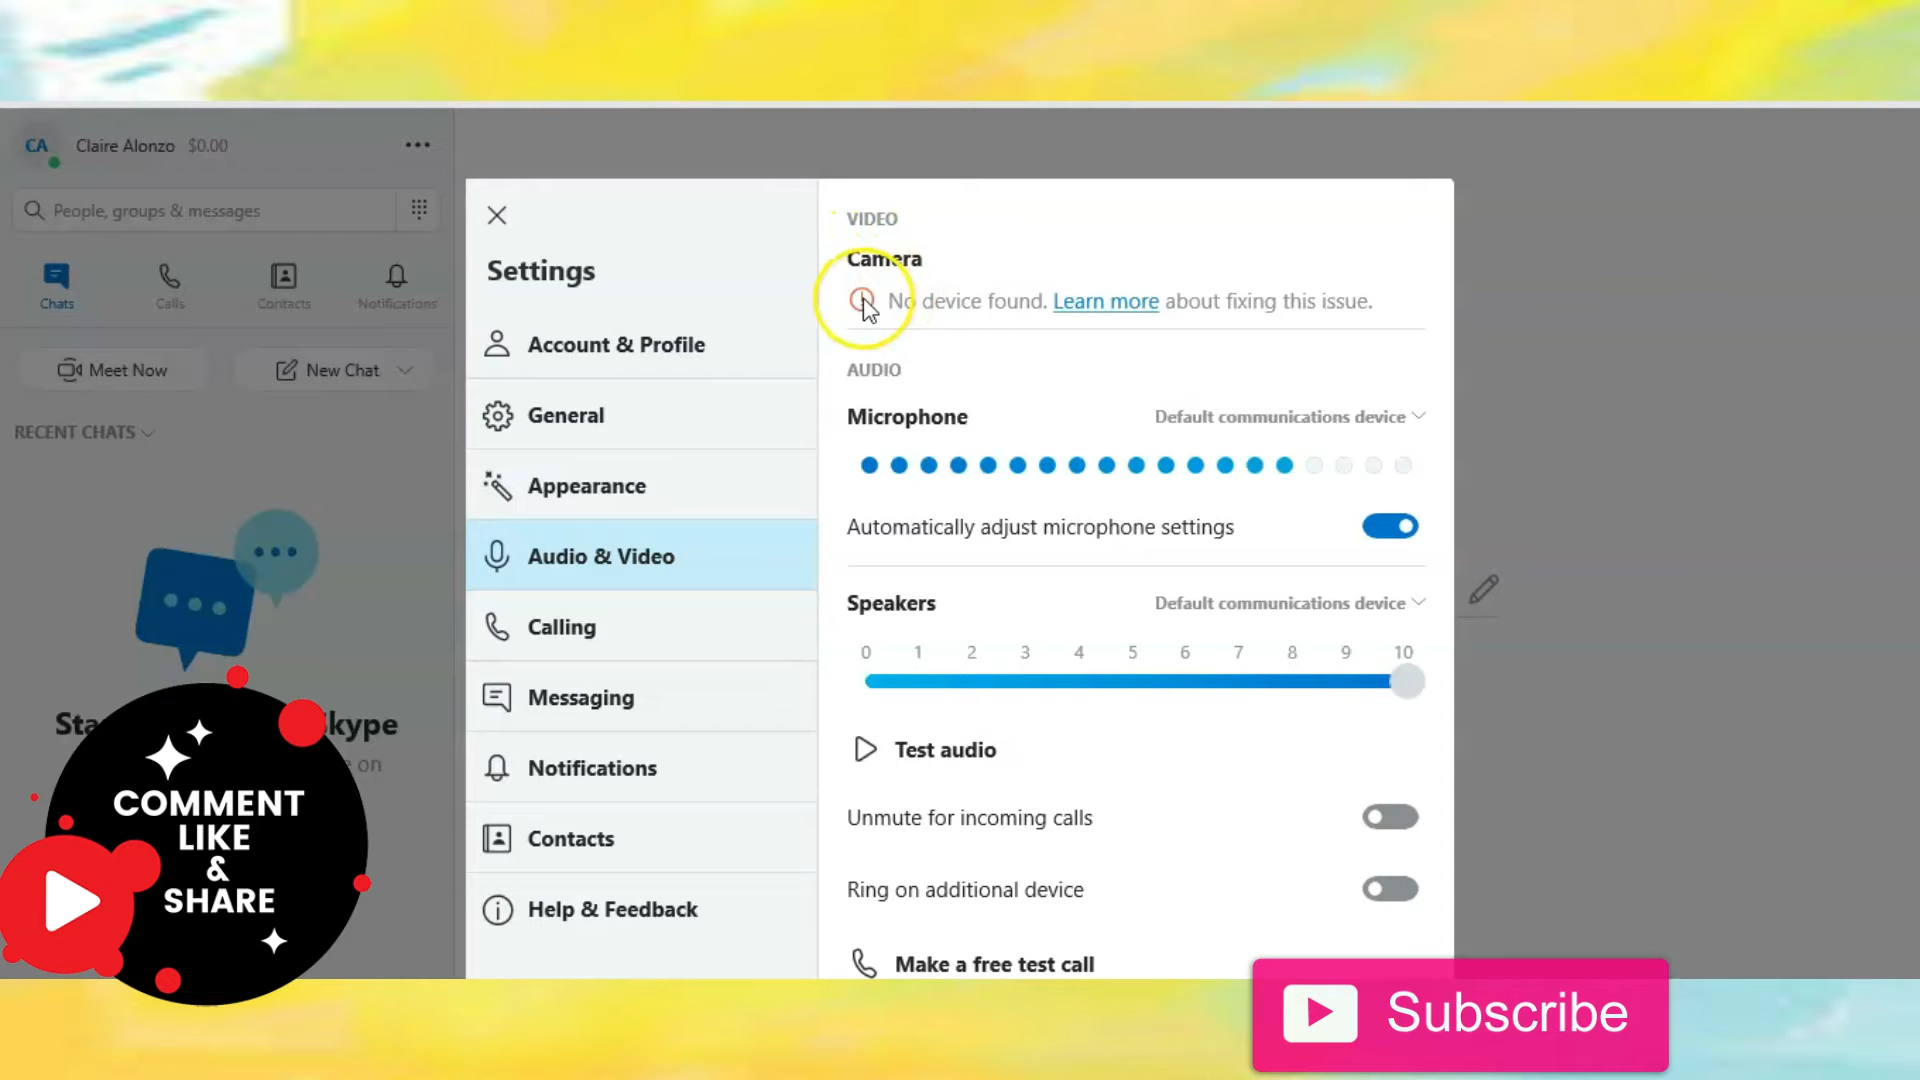 CA Claire Alonzo $0.00
People, groups & messages
Chats Calls Contacts Notifications
Meet Now New Chat
RECENT CHATS
Sta kype
e on
COMMENT
LIKE
&
SHARE
Settings
Account & Profile
General
Appearance
Audio & Video
Calling
Messaging
Notifications
Contacts
Help & Feedback
VIDEO
Camera
No device found. Learn more about fixing this issue.
AUDIO
Microphone Default communications device
Automatically adjust microphone settings
Speakers Default communications device
0 1 2 3 4 5 6 7 8 9 10
Test audio
Unmute for incoming calls
Ring on additional device
Make a free test call
Subscribe